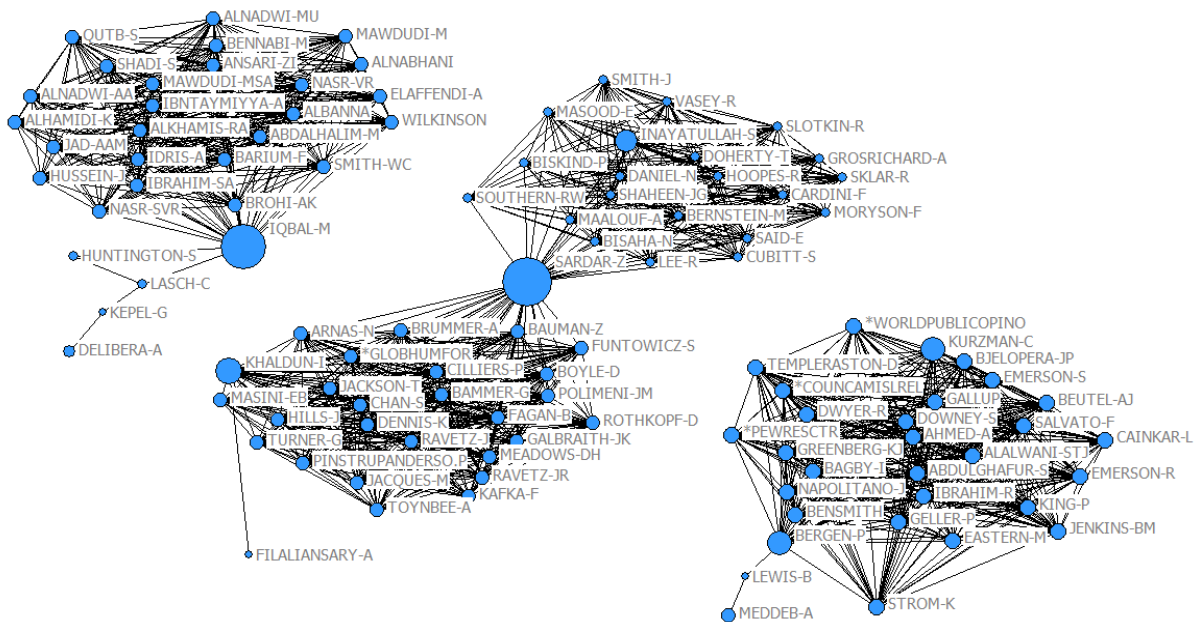 ALNADWI-MU
QUTB-S
MAWDUDI-M
BENNABI-M
SHADI-S
ANSARI-ZI
ALNABHANI
MAWDUDI-MSA
NASR-VR
ALNADWI-AA
ELAFFENDI-A
IBNTAYMIYYA-A
ALBANNA
ALHAMIDI-K
WILKINSON
ALKHAMIS-RA
ABDALHALIM-M
JAD-AAM
IDRIS-A
BARIUM-F
SMITH-WC
HUSSEIN-J
IBRAHIM-SA
NASR-SVR
BROHI-AK
IQBAL-M
HUNTINGTON-S
LASCH-C
KEPEL-G
DELIBERA-A
SMITH-J
VASEY-R
MASOOD-E
SLOTKIN-R
INAYATULLAH-S
BISKIND-P
DOHERTY-T
GROSRICHARD-A
DANIEL-N
HOOPES-R
SKLAR-R
SOUTHERN-RW
SHAHEEN-JG
CARDINI-F
MAALOUF-A
BERNSTEIN-M
MORYSON-F
BISAHA-N
SAID-E
SARDAR-Z
LEE-R
CUBITT-S
ARNAS-N
BRUMMER-A
BAUMAN-Z
*GLOBHUMFOR
FUNTOWICZ-S
KHALDUN-I
CILLIERS-P
BOYLE-D
JACKSON-T
BAMMER-G
POLIMENI-JM
MASINI-EB
CHAN-S
HILLS-J
DENNIS-K
FAGAN-B
ROTHKOPF-D
TURNER-G
RAVETZ-J
GALBRAITH-JK
PINSTRUPANDERSO.P
MEADOWS-DH
JACQUES-M
RAVETZ-JR
KAFKA-F
TOYNBEE-A
FILALIANSARY-A
*WORLDPUBLICOPINO
KURZMAN-C
TEMPLERASTON-D
BJELOPERA-JP
EMERSON-S
*COUNCAMISLREL
GALLUP
BEUTEL-AJ
DWYER-R
DOWNEY-S
SALVATO-F
*PEWRESCTR
AHMED-A
CAINKAR-L
GREENBERG-KJ
ALALWANI-STJ
BAGBY-I
ABDULGHAFUR-S
EMERSON-R
NAPOLITANO-J
IBRAHIM-R
BENSMITH
KING-P
GELLER-P
JENKINS-BM
BERGEN-P
EASTERN-M
LEWIS-B
STROM-K
MEDDEB-A